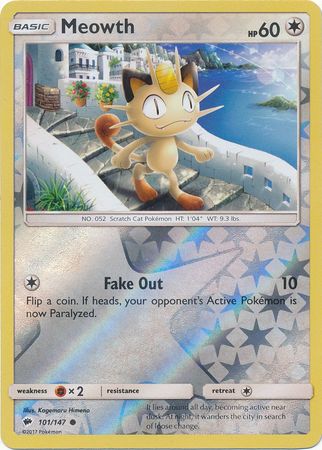 BASIC Meowth HP 60
NO. 052 Scratch Cat Pokémon HT: 1'04" WT: 9.3 lbs.
Fake Out 10
Flip a coin. If heads, your opponent's Active Pokémon is now Paralyzed.
weakness × 2 resistance retreat
Illus. Kagemaru Himeno
101/147
©2017 Pokémon
It lies around all day, becoming active near
dusk. At night, it wanders the city in search
of loose change.